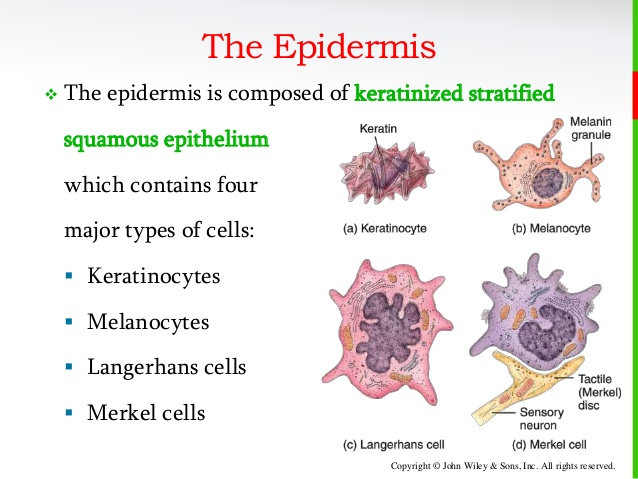 The Epidermis
❖ The epidermis is composed of keratinized stratified
squamous epithelium
which contains four
major types of cells:
▪ Keratinocytes
▪ Melanocytes
▪ Langerhans cells
▪ Merkel cells
Keratin
(a) Keratinocyte
Melanin
granule
(b) Melanocyte
(c) Langerhans cell
Tactile
(Merkel)
disc
Sensory
neuron
(d) Merkel cell
Copyright © John Wiley & Sons, Inc. All rights reserved.